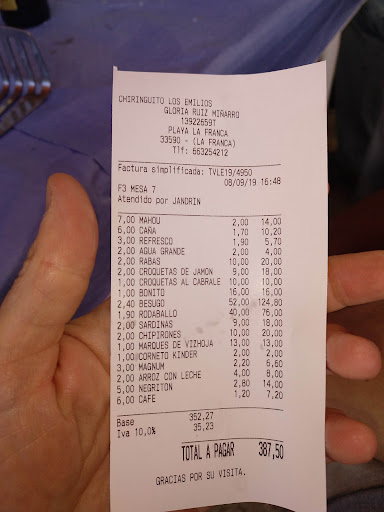 CHIRINGUITO LOS EMILIOS
GLORIA RUIZ MIÑARRO
13922659T
PLAYA LA FRANCA
33590 - (LA FRANCA)
Tlf: 663254212
Factura simplificada: TVLE19/4950
08/09/19 16:48
F3 MESA 7
Atendido por JANDRIN
7,00 MAHOU 2,00 14,00
6,00 CAÑA 1,70 10,20
3,00 REFRESCO 1,90 5,70
2,00 AGUA GRANDE 2,00 4,00
2,00 RABAS 10,00 20,00
2,00 CROQUETAS DE JAMON 9,00 18,00
1,00 CROQUETAS AL CABRALE 10,00 10,00
1,00 BONITO 16,00 16,00
2,40 BESUGO 52,00 124,80
1,90 RODABALLO 40,00 76,00
2,00 SARDINAS 9,00 18,00
2,00 CHIPIRONES 10,00 20,00
1,00 MARQUES DE VIZHOJA 13,00 13,00
1,00 CORNETO KINDER 2,00 2,00
2,00 MAGNUM 2,80 5,60
2,00 ARROZ CON LECHE 4,00 8,00
5,00 NEGRITON 2,80 14,00
6,00 CAFE 1,20 7,20
Base 352,27
Iva 10,0% 35,23
TOTAL A PAGAR 387,50
GRACIAS POR SU VISITA.